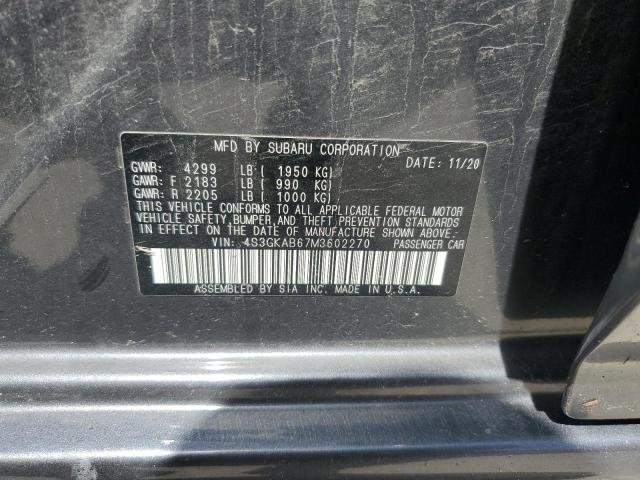 MFD BY SUBARU CORPORATION
DATE: 11/20
GVWR: 4299 LB ( 1950 KG)
GAWR: F 2183 LB ( 990 KG)
GAWR: R 2205 LB ( 1000 KG)
THIS VEHICLE CONFORMS TO ALL APPLICABLE FEDERAL MOTOR
VEHICLE SAFETY, BUMPER, AND THEFT PREVENTION STANDARDS
IN EFFECT ON THE DATE OF MANUFACTURE SHOWN ABOVE.
VIN: 4S3GKAB67M3602270 PASSENGER CAR
ASSEMBLED BY SIA INC. MADE IN U.S.A.